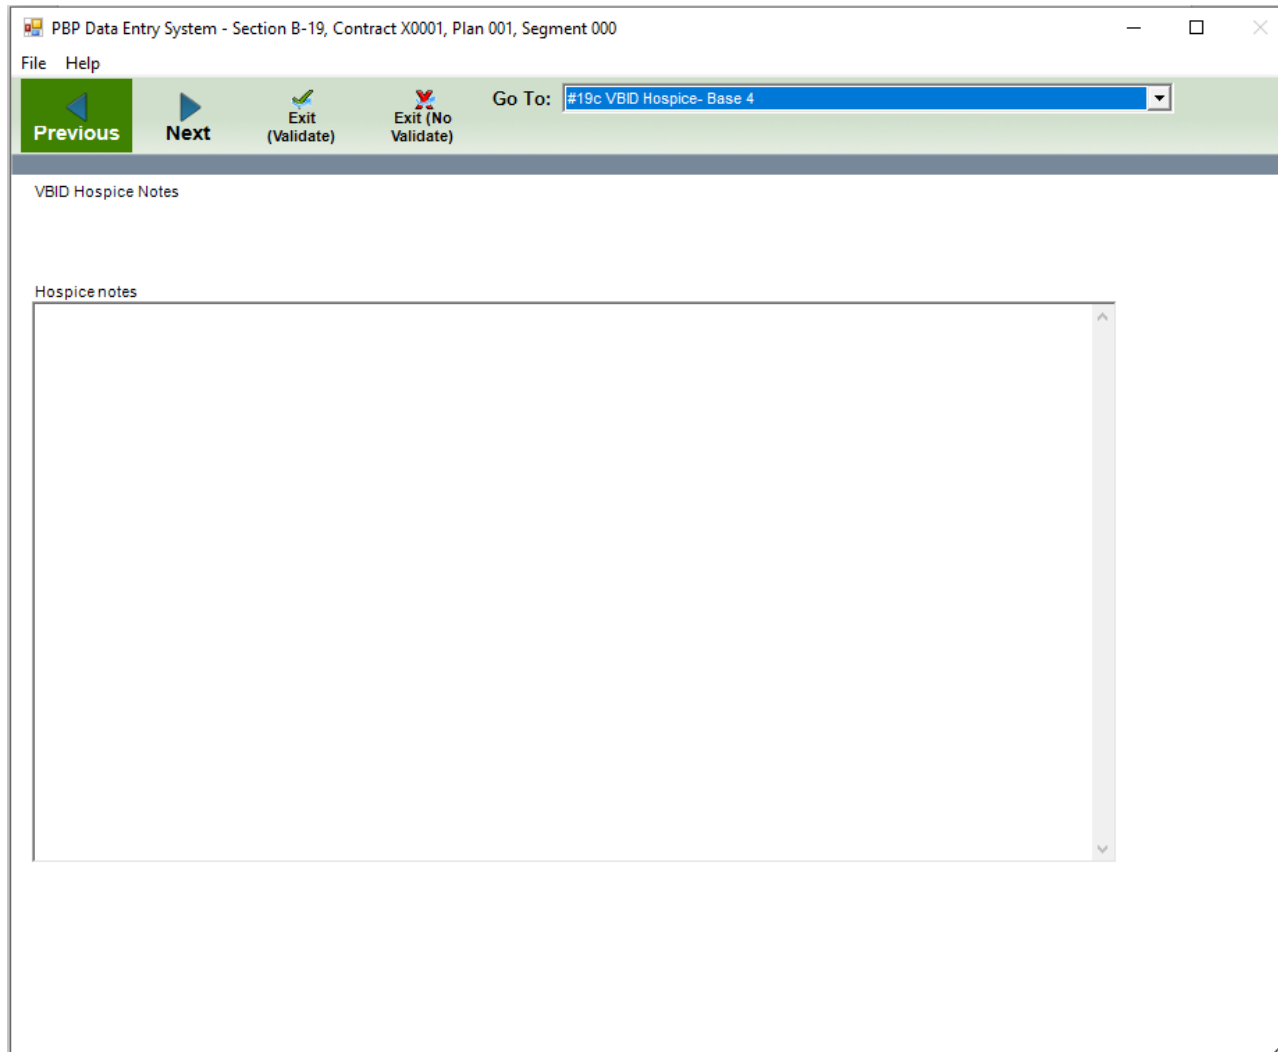 PBP Data Entry System - Section B-19, Contract X0001, Plan 001, Segment 000
File Help
Previous
Next
Exit
(Validate)
Exit (No
Validate)
Go To: #19c VBID Hospice- Base 4
VBID Hospice Notes
Hospice notes